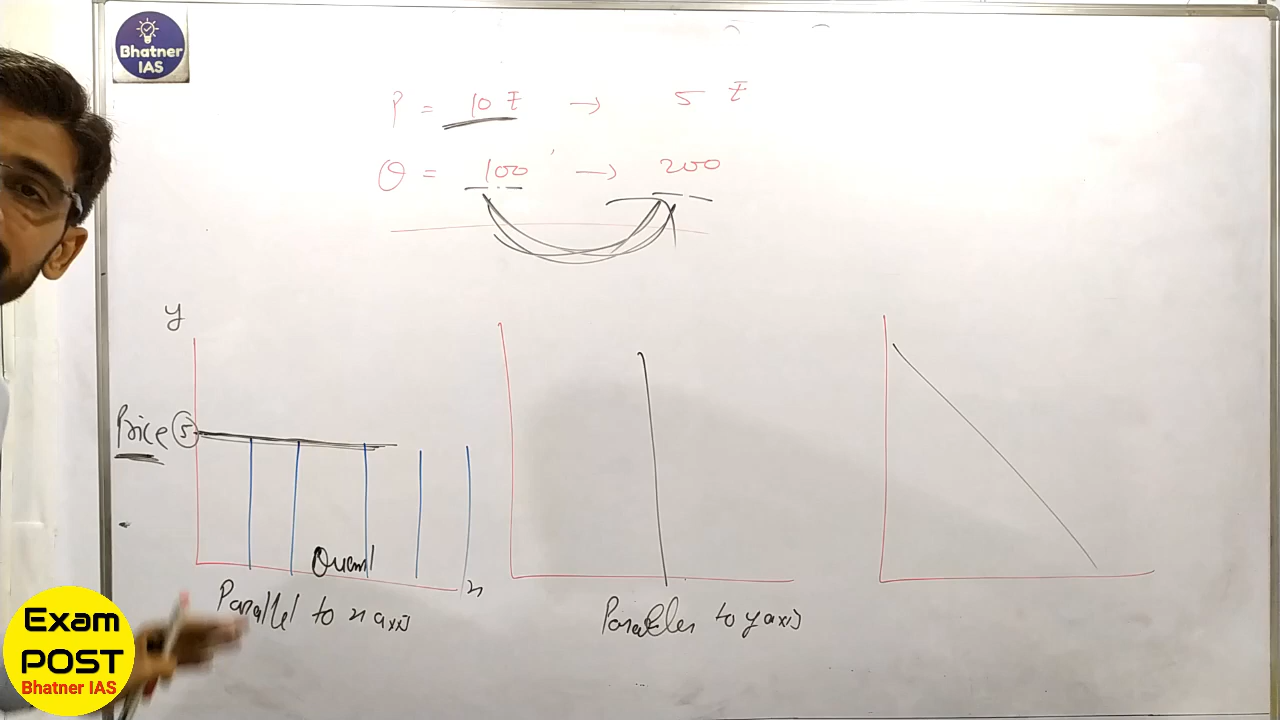 Bhatner
IAS
P = 10 ₹ → 5 ₹
Q = 100 → 200
y
Price 5
Quant
x
Parallel to x axis
Parallel to y axis
Exam
POST
Bhatner IAS